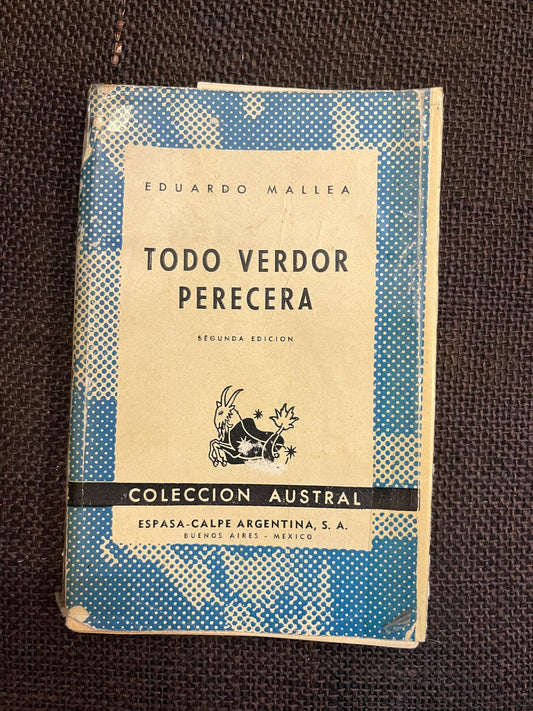 EDUARDO MALLEA
TODO VERDOR
PERECERA
SEGUNDA EDICION
COLECCION AUSTRAL
ESPASA-CALPE ARGENTINA, S. A.
BUENOS AIRES - MEXICO